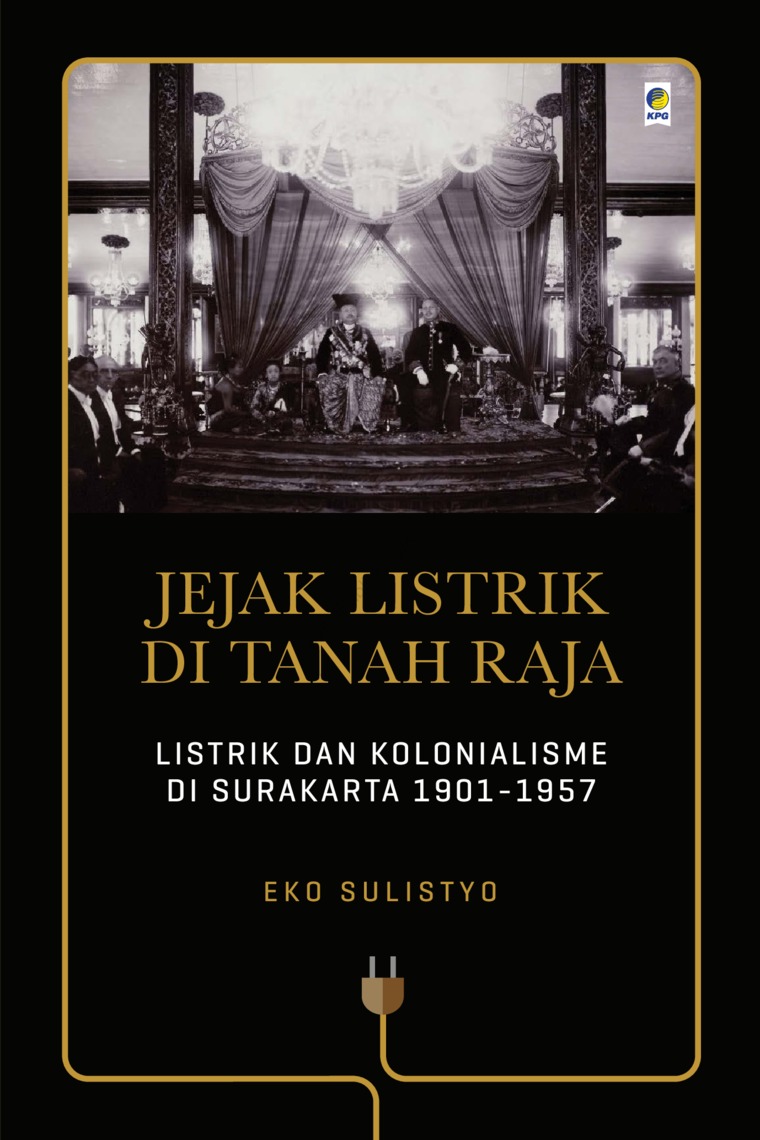 KPG
JEJAK LISTRIK
DI TANAH RAJA
LISTRIK DAN KOLONIALISME
DI SURAKARTA 1901-1957
EKO SULISTYO